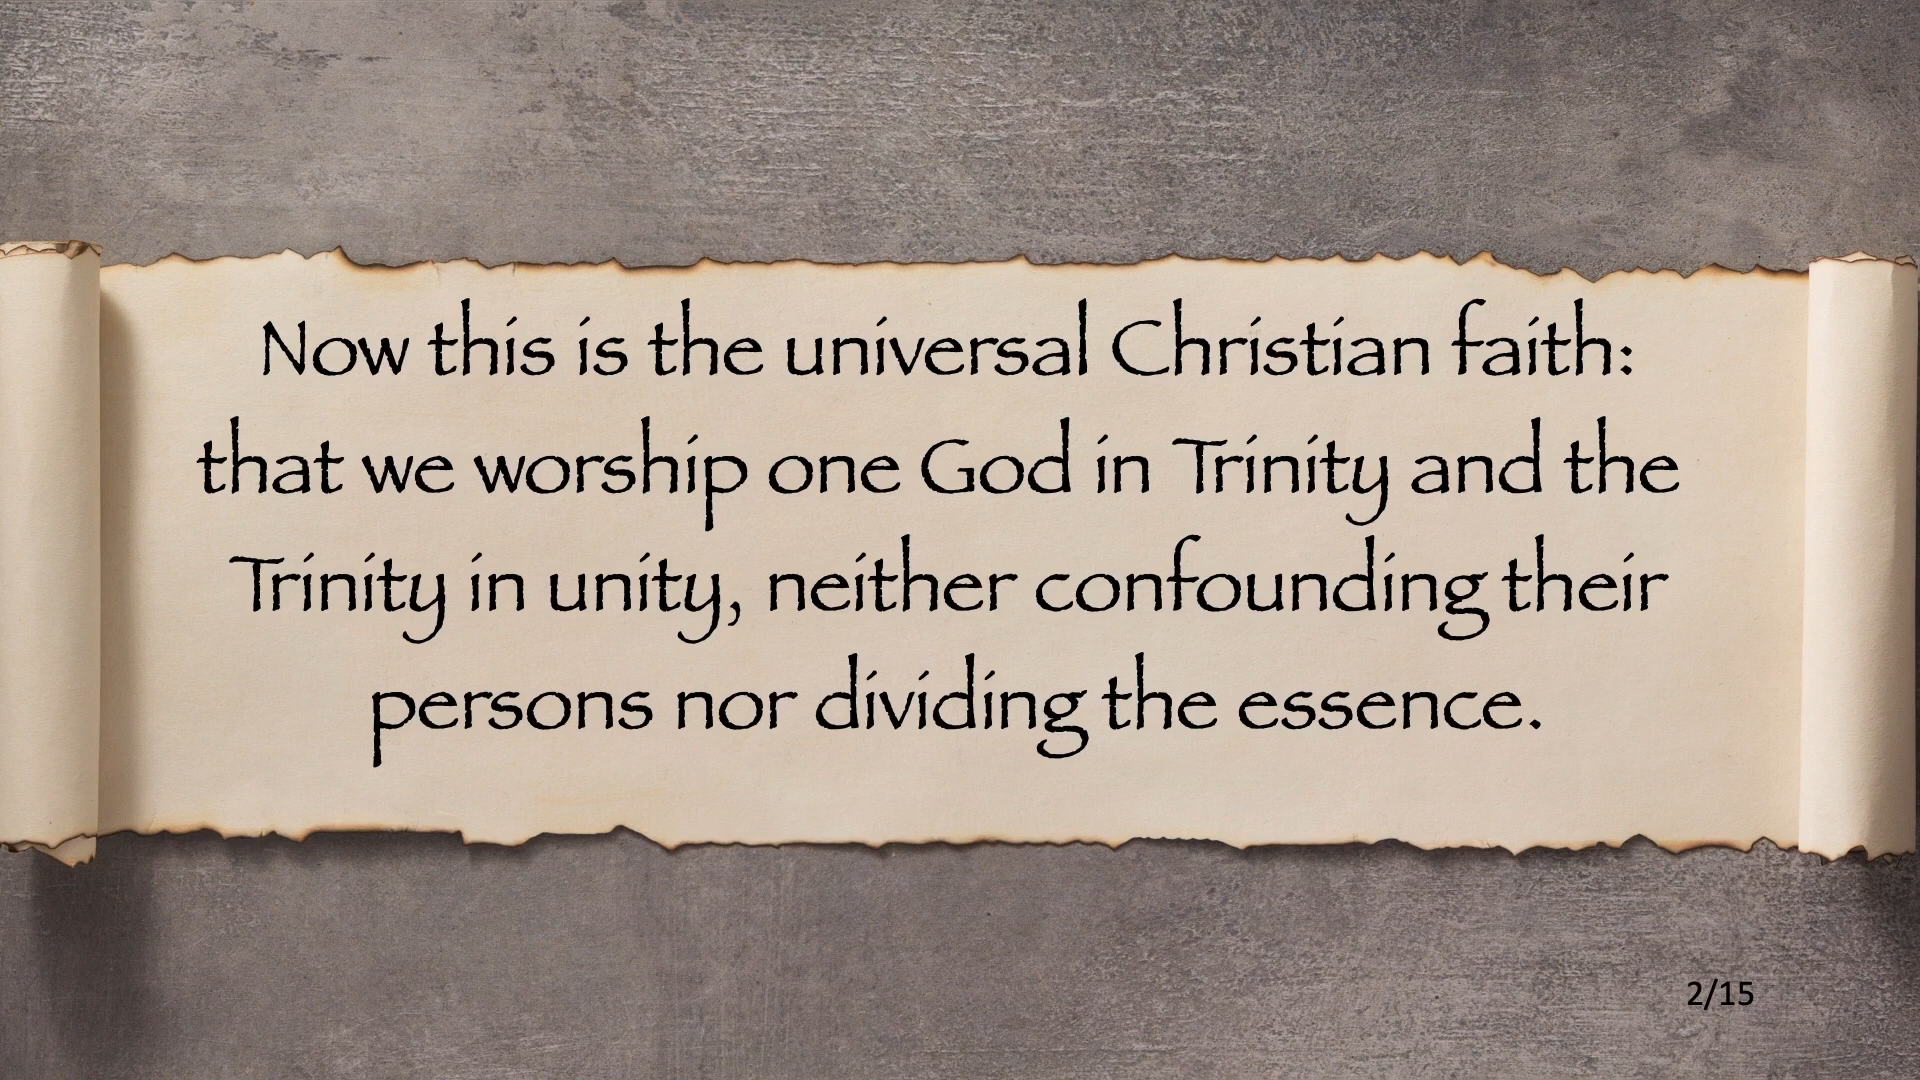 Now this is the universal Christian faith:
that we worship one God in Trinity and the
Trinity in unity, neither confounding their
persons nor dividing the essence.
2/15